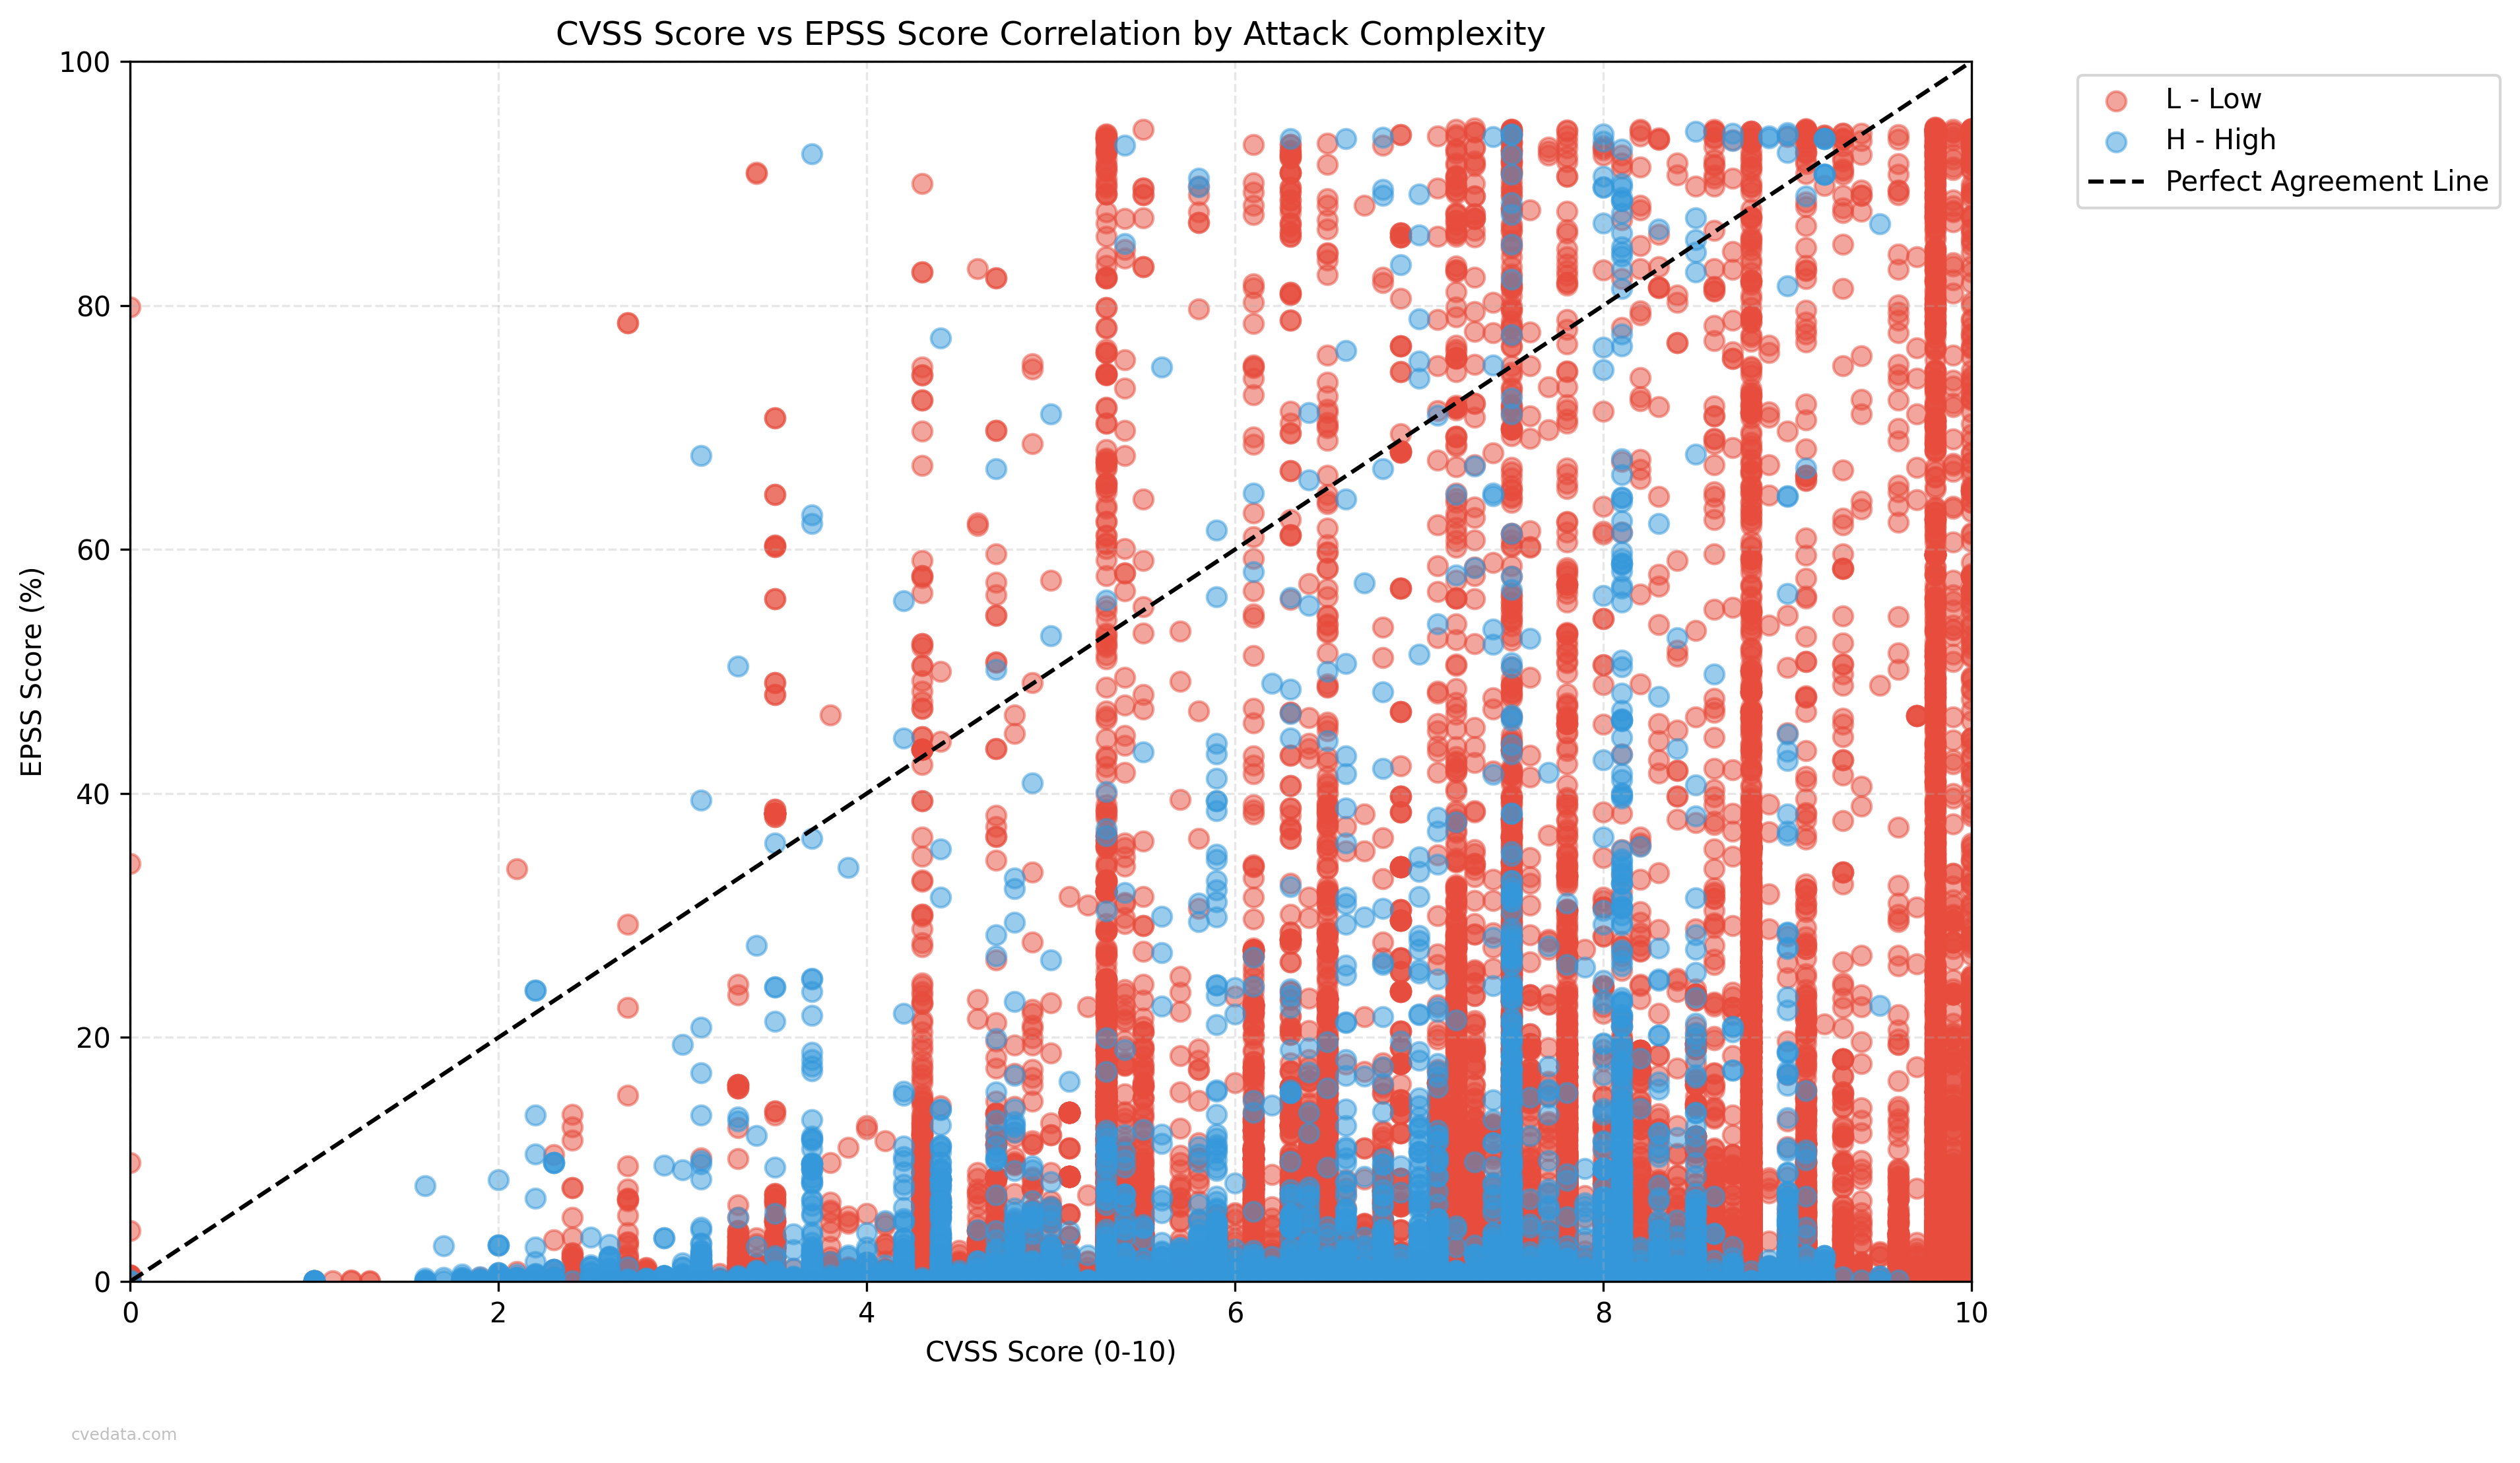 CVSS Score vs EPSS Score Correlation by Attack Complexity
L - Low
H - High
Perfect Agreement Line
EPSS Score (%)
100
80
60
40
20
0
0 2 4 6 8 10
CVSS Score (0-10)
cvedata.com